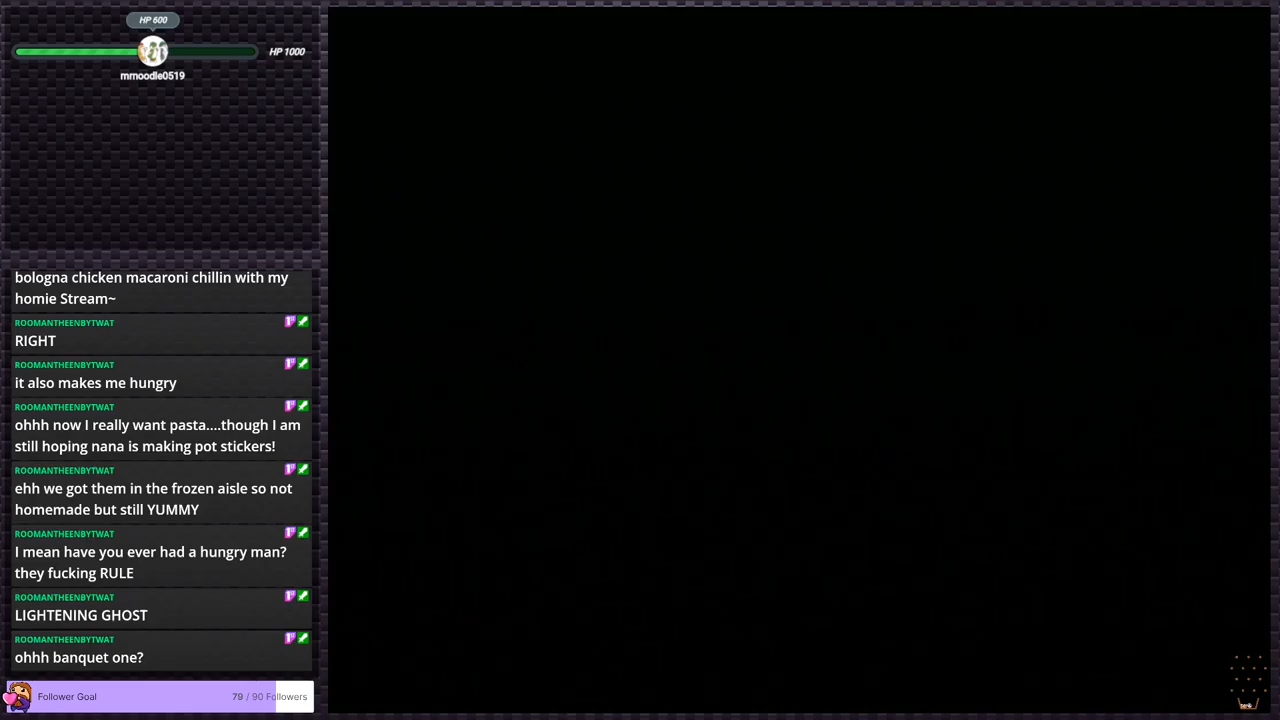 HP 600
HP 1000
mrnoodle0519
bologna chicken macaroni chillin with my
homie Stream~
ROOMANTHEENBYTWAT
RIGHT
ROOMANTHEENBYTWAT
it also makes me hungry
ROOMANTHEENBYTWAT
ohhh now I really want pasta....though I am
still hoping nana is making pot stickers!
ROOMANTHEENBYTWAT
ehh we got them in the frozen aisle so not
homemade but still YUMMY
ROOMANTHEENBYTWAT
I mean have you ever had a hungry man?
they fucking RULE
ROOMANTHEENBYTWAT
LIGHTENING GHOST
ROOMANTHEENBYTWAT
ohhh banquet one?
Follower Goal
79 / 90 Followers